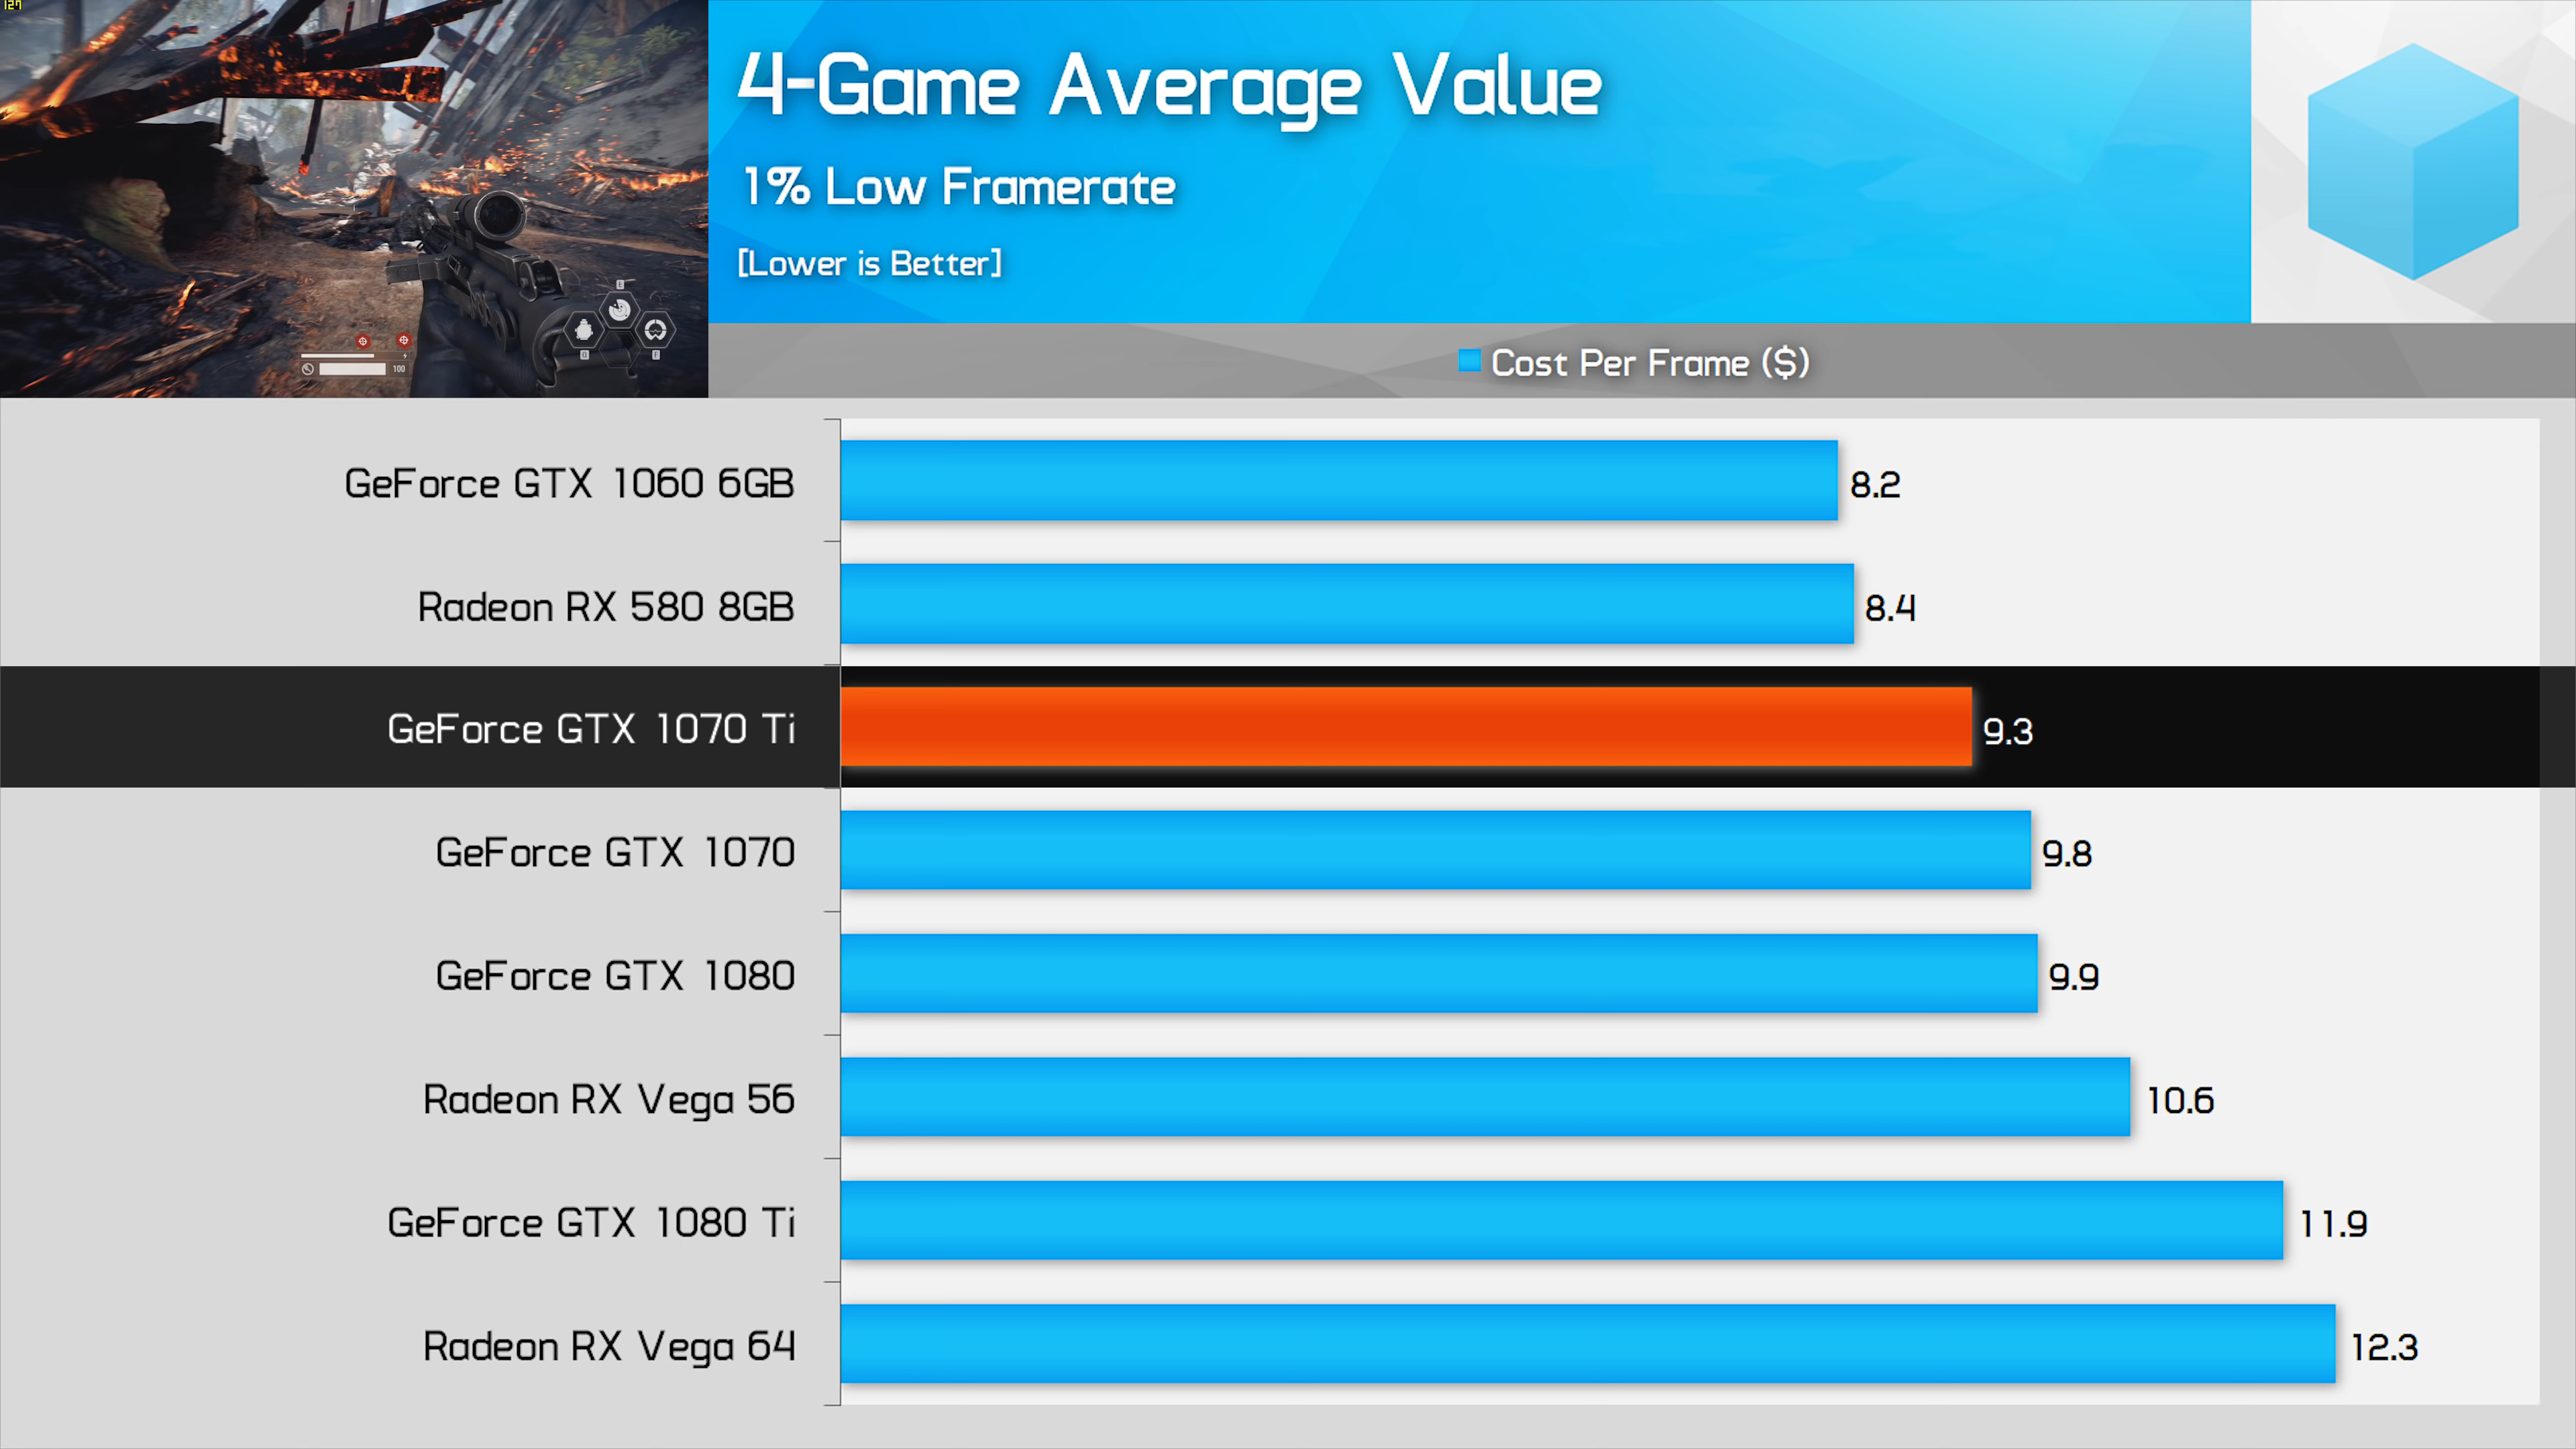 127
4-Game Average Value
1% Low Framerate
[Lower is Better]
E
Q
F
100
Cost Per Frame ($)
GeForce GTX 1060 6GB 8.2
Radeon RX 580 8GB 8.4
GeForce GTX 1070 Ti 9.3
GeForce GTX 1070 9.8
GeForce GTX 1080 9.9
Radeon RX Vega 56 10.6
GeForce GTX 1080 Ti 11.9
Radeon RX Vega 64 12.3